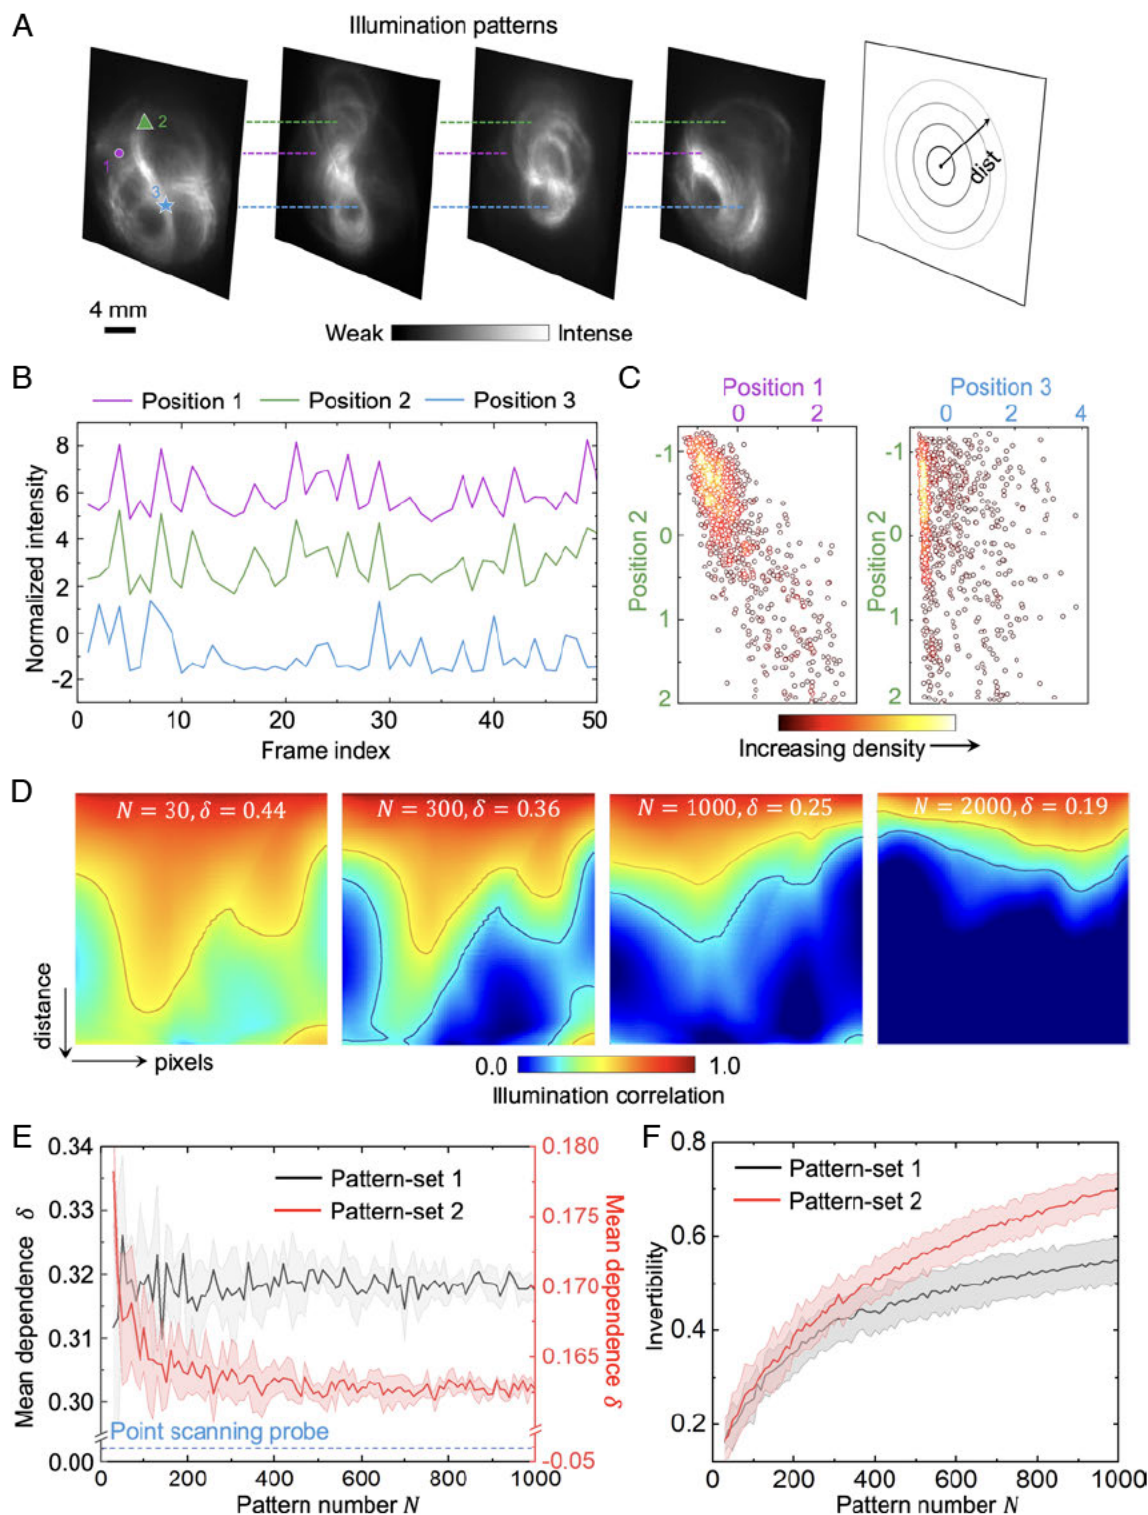 A
Illumination patterns
2
1
3
dist
4 mm
Weak
Intense
B
Position 1
Position 2
Position 3
Normalized intensity
8
6
4
2
0
-2
0
10
20
30
40
50
Frame index
C
Position 1
0
2
Position 2
-1
0
1
2
Position 3
0
2
4
Position 2
-1
0
1
2
Increasing density
D
N = 30, δ = 0.44
N = 300, δ = 0.36
N = 1000, δ = 0.25
N = 2000, δ = 0.19
distance
pixels
0.0
1.0
Illumination correlation
E
Mean dependence δ
0.34
0.33
0.32
0.31
0.30
0.00
Pattern-set 1
Pattern-set 2
Point scanning probe
0.180
0.175
0.170
0.165
-0.05
Mean dependence δ
0
200
400
600
800
1000
Pattern number N
F
Invertibility
0.8
0.6
0.4
0.2
Pattern-set 1
Pattern-set 2
0
200
400
600
800
1000
Pattern number N